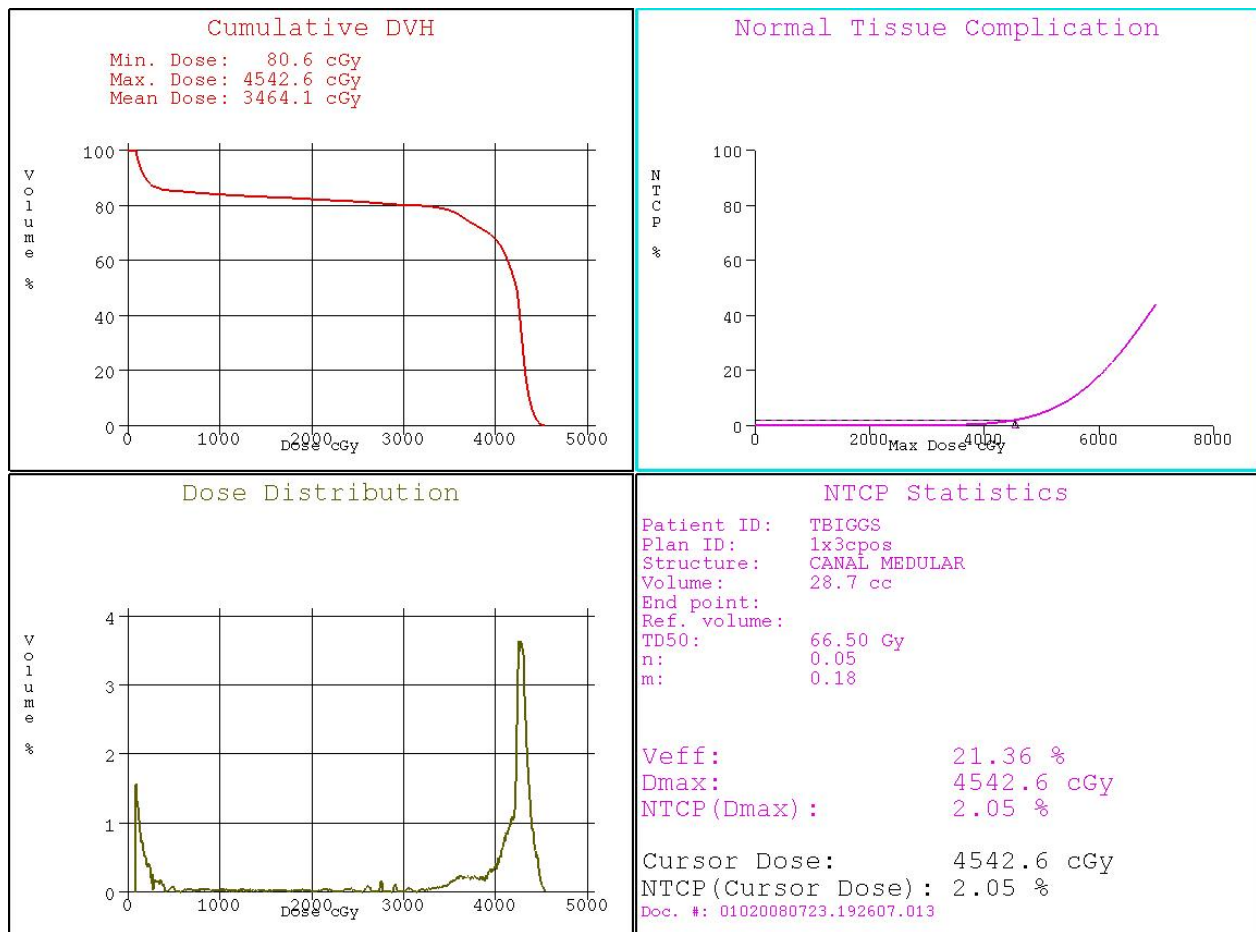 Cumulative DVH
Min. Dose: 80.6 cGy
Max. Dose: 4542.6 cGy
Mean Dose: 3464.1 cGy
Volume %
100
80
60
40
20
0
0 1000 2000 3000 4000 5000
Dose cGy
Normal Tissue Complication
NTCP %
100
80
60
40
20
0
0 2000 4000 6000 8000
Max Dose cGy
Dose Distribution
Volume %
4
3
2
1
0
0 1000 2000 3000 4000 5000
Dose cGy
NTCP Statistics
Patient ID: TBIGGS
Plan ID: 1x3cpos
Structure: CANAL MEDULAR
Volume: 28.7 cc
End point:
Ref. volume:
TD50: 66.50 Gy
n: 0.05
m: 0.18
Veff: 21.36 %
Dmax: 4542.6 cGy
NTCP(Dmax): 2.05 %
Cursor Dose: 4542.6 cGy
NTCP(Cursor Dose): 2.05 %
Doc. #: 01020080723.192607.013